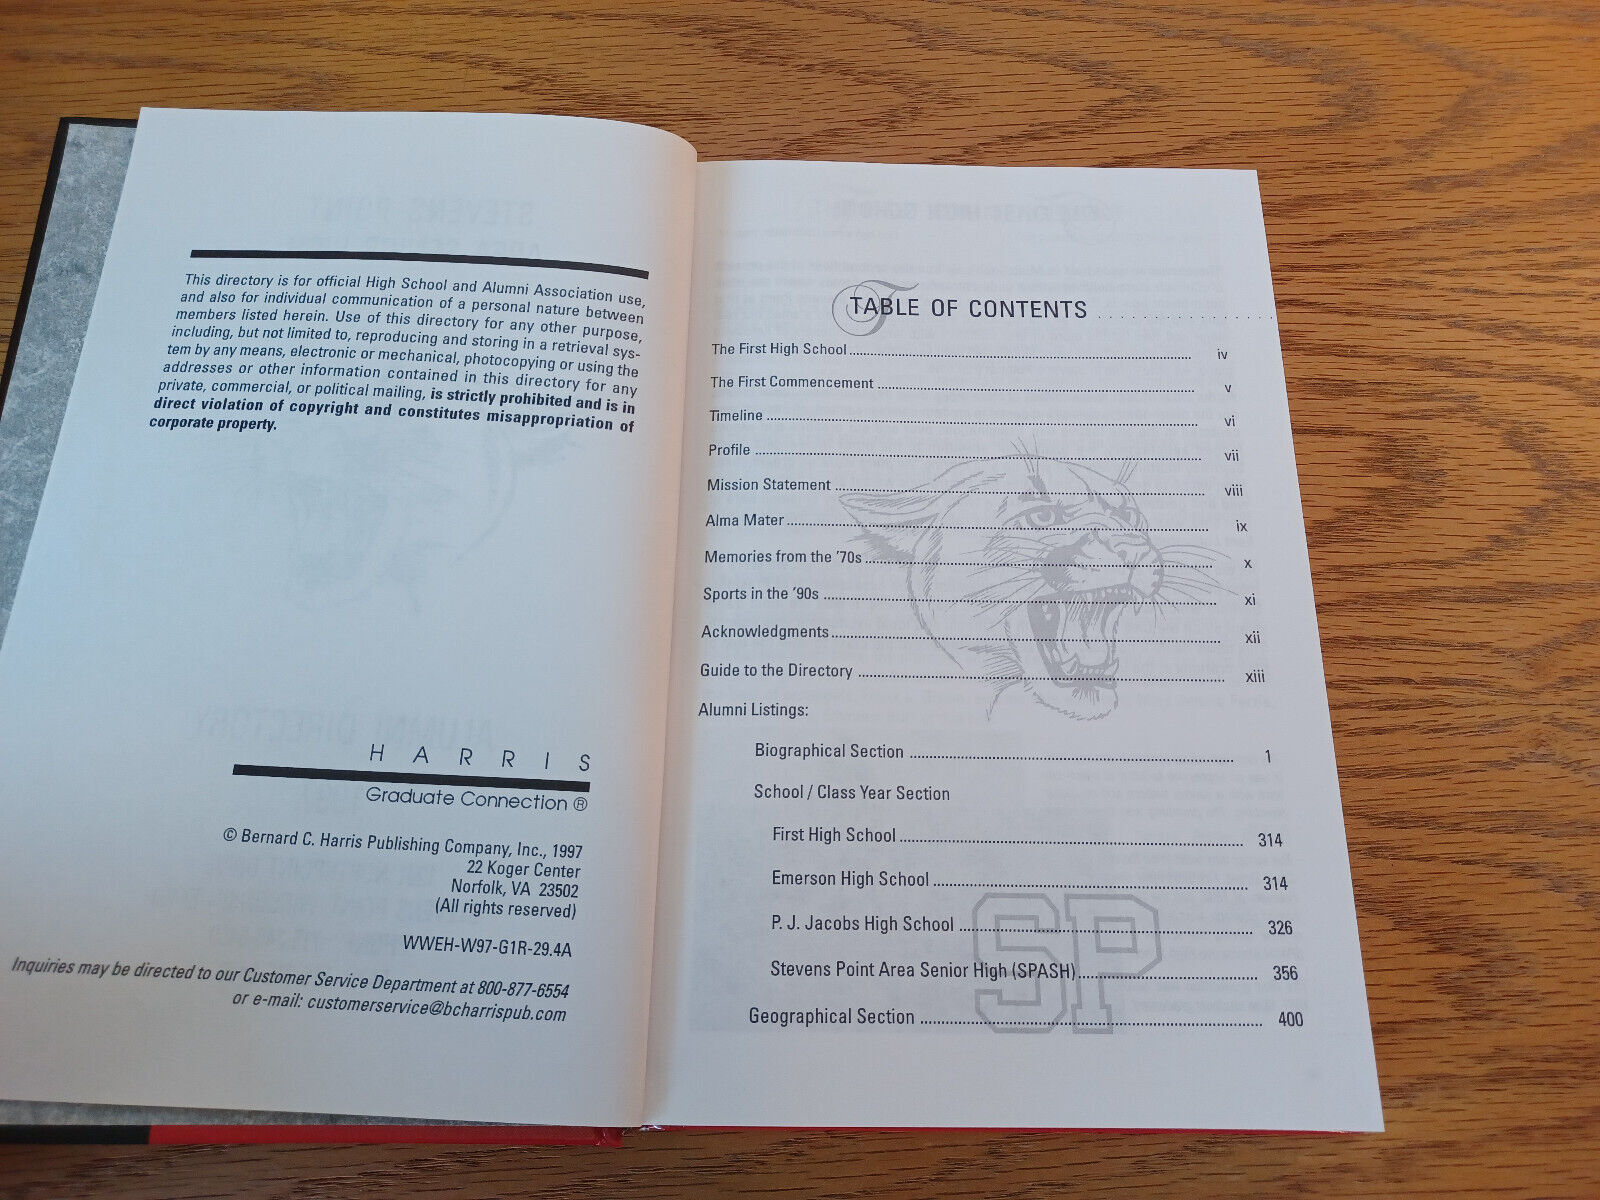 This directory is for official High School and Alumni Association use,
and also for individual communication of a personal nature between
members listed herein. Use of this directory for any other purpose,
including, but not limited to, reproducing and storing in a retrieval sys-
tem by any means, electronic or mechanical, photocopying or using the
addresses or other information contained in this directory for any
private, commercial, or political mailing, is strictly prohibited and is in
direct violation of copyright and constitutes misappropriation of
corporate property.
HARRIS
Graduate Connection ®
© Bernard C. Harris Publishing Company, Inc., 1997
22 Koger Center
Norfolk, VA 23502
(All rights reserved)
WWEH-W97-G1R-29.4A
Inquiries may be directed to our Customer Service Department at 800-877-6554
or e-mail: customerservice@bcharrispub.com
T
TABLE OF CONTENTS
The First High School iv
The First Commencement v
Timeline vi
Profile vii
Mission Statement viii
Alma Mater ix
Memories from the '70s x
Sports in the '90s xi
Acknowledgments xii
Guide to the Directory xiii
Alumni Listings:
Biographical Section 1
School / Class Year Section
First High School 314
Emerson High School 314
P. J. Jacobs High School 326
Stevens Point Area Senior High (SPASH) 356
Geographical Section 400
SP